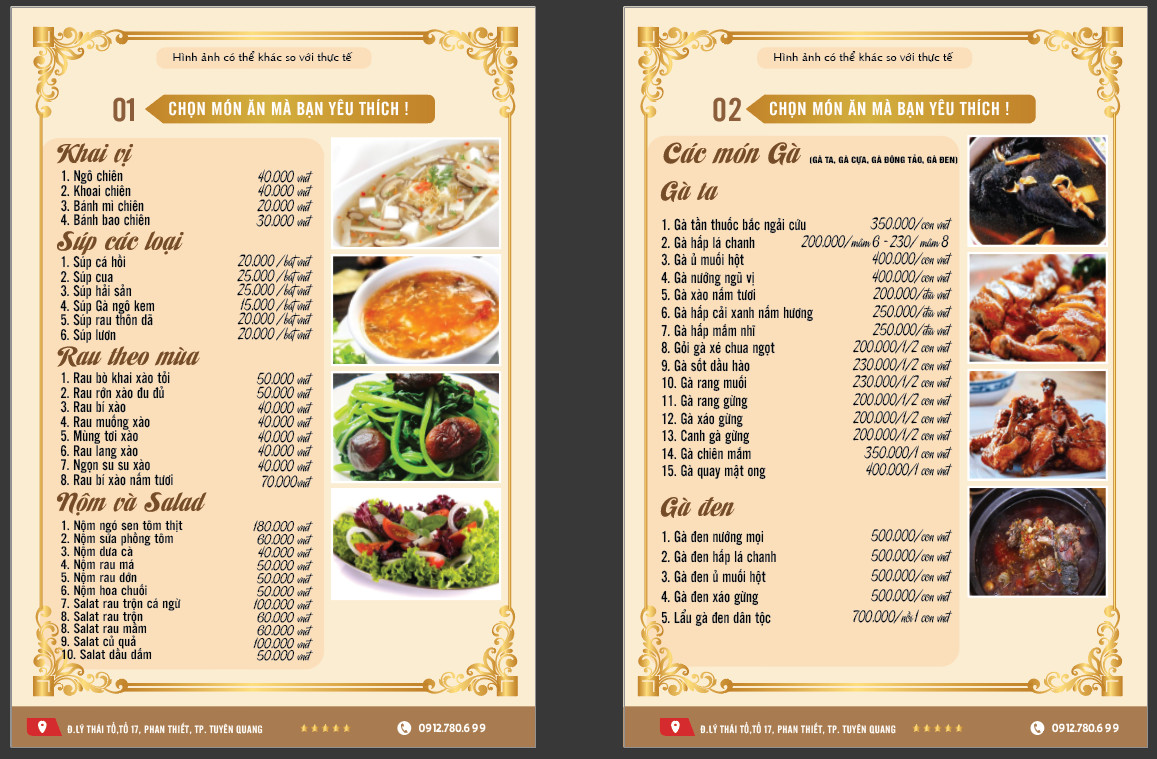 Hình ảnh có thể khác so với thực tế
01 CHỌN MÓN ĂN MÀ BẠN YÊU THÍCH !
Khai vị
1. Ngô chiên 40.000 vnđ
2. Khoai chiên 40.000 vnđ
3. Bánh mì chiên 20.000 vnđ
4. Bánh bao chiên 30.000 vnđ
Súp các loại
1. Súp cá hồi 20.000 /bát vnđ
2. Súp cua 25.000 /bát vnđ
3. Súp hải sản 25.000 /bát vnđ
4. Súp Gà ngô kem 15.000 /bát vnđ
5. Súp rau thôn dã 20.000 /bát vnđ
6. Súp lươn 20.000 /bát vnđ
Rau theo mùa
1. Rau bò khai xào tỏi 50.000 vnđ
2. Rau rớn xào đu đủ 50.000 vnđ
3. Rau bí xào 40.000 vnđ
4. Rau muống xào 40.000 vnđ
5. Mùng tơi xào 40.000 vnđ
6. Rau lang xào 40.000 vnđ
7. Ngọn su su xào 40.000 vnđ
8. Rau bí xào nấm tươi 70.000vnđ
Nộm và Salad
1. Nộm ngó sen tôm thịt 180.000 vnđ
2. Nộm sứa phồng tôm 60.000 vnđ
3. Nộm dưa cà 40.000 vnđ
4. Nộm rau má 50.000 vnđ
5. Nộm rau dớn 50.000 vnđ
6. Nộm hoa chuối 50.000 vnđ
7. Salat rau trộn cá ngừ 100.000 vnđ
8. Salat rau trộn 60.000 vnđ
8. Salat rau mầm 60.000 vnđ
9. Salat củ quả 100.000 vnđ
10. Salat dầu dấm 50.000 vnđ
Đ.LÝ THÁI TỔ,TỔ 17, PHAN THIẾT, TP. TUYÊN QUANG 0912.780.6 99
Hình ảnh có thể khác so với thực tế
02 CHỌN MÓN ĂN MÀ BẠN YÊU THÍCH !
Các món Gà (GÀ TA, GÀ CỰA, GÀ ĐÔNG TẢO, GÀ ĐEN)
Gà ta
1. Gà tần thuốc bắc ngải cứu 350.000/con vnđ
2. Gà hấp lá chanh 200.000/mâm 6 - 230/ mâm 8
3. Gà ủ muối hột 400.000/con vnđ
4. Gà nướng ngũ vị 400.000/con vnđ
5. Gà xào nấm tươi 200.000/đĩa vnđ
6. Gà hấp cải xanh nấm hương 250.000/đĩa vnđ
7. Gà hấp mắm nhĩ 250.000/đĩa vnđ
8. Gỏi gà xé chua ngọt 200.000/1/2 con vnđ
9. Gà sốt dầu hào 230.000/1/2 con vnđ
10. Gà rang muối 230.000/1/2 con vnđ
11. Gà rang gừng 200.000/1/2 con vnđ
12. Gà xáo gừng 200.000/1/2 con vnđ
13. Canh gà gừng 200.000/1/2 con vnđ
14. Gà chiên mắm 350.000/1 con vnđ
15. Gà quay mật ong 400.000/1 con vnđ
Gà đen
1. Gà đen nướng mọi 500.000/con vnđ
2. Gà đen hấp lá chanh 500.000/con vnđ
3. Gà đen ủ muối hột 500.000/con vnđ
4. Gà đen xáo gừng 500.000/con vnđ
5. Lẩu gà đen dân tộc 700.000/nồi 1 con vnđ
Đ.LÝ THÁI TỔ,TỔ 17, PHAN THIẾT, TP. TUYÊN QUANG 0912.780.6 99